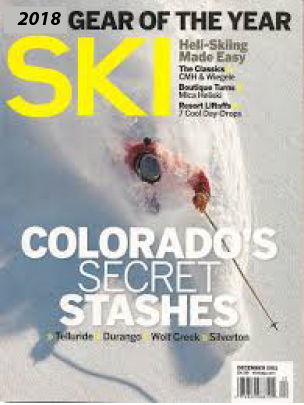 2018 GEAR OF THE YEAR
SKI
Heli-Skiing
Made Easy
The Classics
CMH & Wiegele
Boutique Turns
Mica Heliski
Resort Liftoffs
7 Cool Day-Drops
COLORADO'S
SECRET
STASHES
Telluride Durango Wolf Creek Silverton